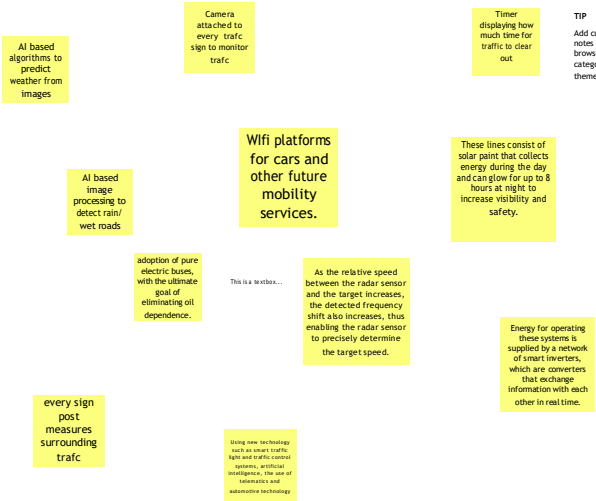 Camera
attached to
every trafc
sign to monitor
trafc
Timer
displaying how
much time for
traffic to clear
out
TIP
Add cu
notes
brows
catego
theme
AI based
algorithms to
predict
weather from
images
WIfi platforms
for cars and
other future
mobility
services.
These lines consist of
solar paint that collects
energy during the day
and can glow for up to 8
hours at night to
increase visibility and
safety.
AI based
image
processing to
detect rain/
wet roads
adoption of pure
electric buses,
with the ultimate
goal of
eliminating oil
dependence.
This is a textbox...
As the relative speed
between the radar sensor
and the target increases,
the detected frequency
shift also increases, thus
enabling the radar sensor
to precisely determine
the target speed.
Energy for operating
these systems is
supplied by a network
of smart inverters,
which are converters
that exchange
information with each
other in real time.
every sign
post
measures
surrounding
trafc
Using new technology
such as smart traffic
light and traffic control
systems, artificial
intelligence, the use of
telematics and
automotive technology